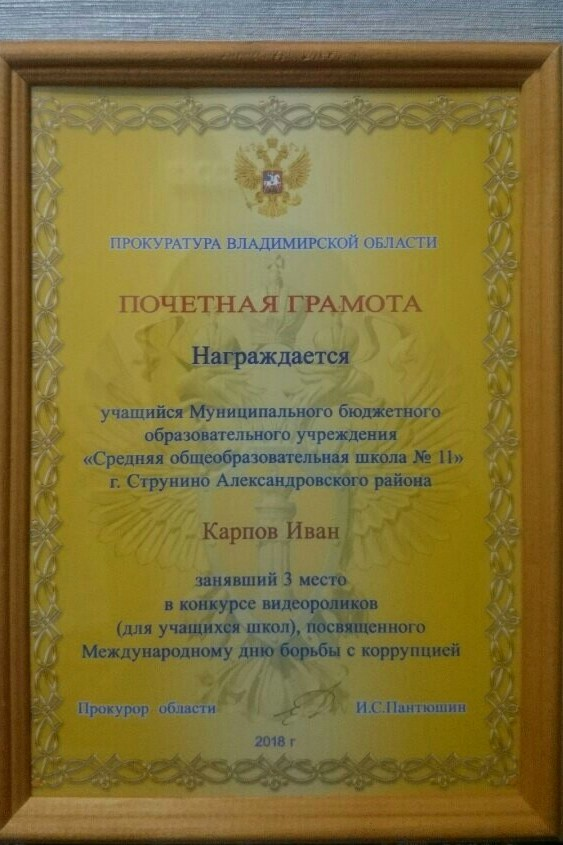 ПРОКУРАТУРА ВЛАДИМИРСКОЙ ОБЛАСТИ
ПОЧЕТНАЯ ГРАМОТА
Награждается
учащийся Муниципального бюджетного
образовательного учреждения
«Средняя общеобразовательная школа № 11»
г. Струнино Александровского района
Карпов Иван
занявший 3 место
в конкурсе видеороликов
(для учащихся школ), посвященного
Международному дню борьбы с коррупцией
Прокурор области И.С.Пантюшин
2018 г